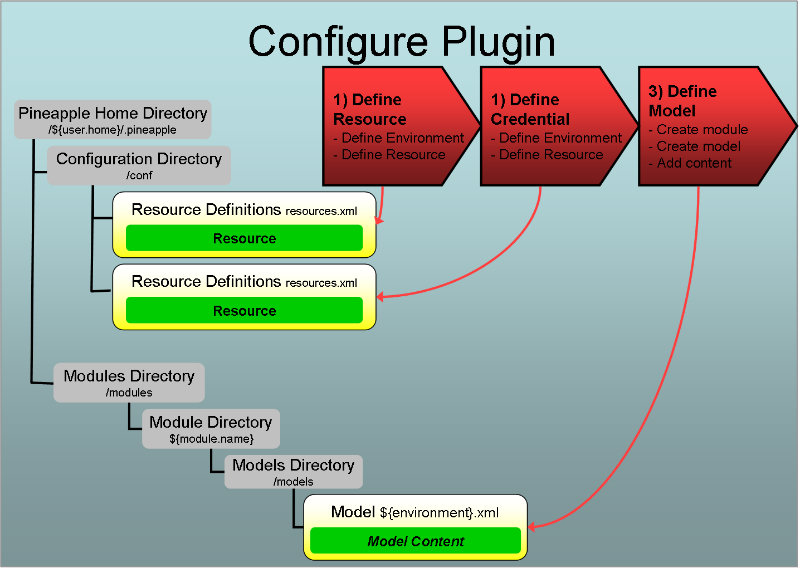 Configure Plugin
1) Define
Resource
- Define Environment
- Define Resource
1) Define
Credential
- Define Environment
- Define Resource
3) Define
Model
- Create module
- Create model
- Add content
Pineapple Home Directory
/${user.home}/.pineapple
Configuration Directory
/conf
Resource Definitions resources.xml
Resource
Resource Definitions resources.xml
Resource
Modules Directory
/modules
Module Directory
${module.name}
Models Directory
/models
Model ${environment}.xml
Model Content